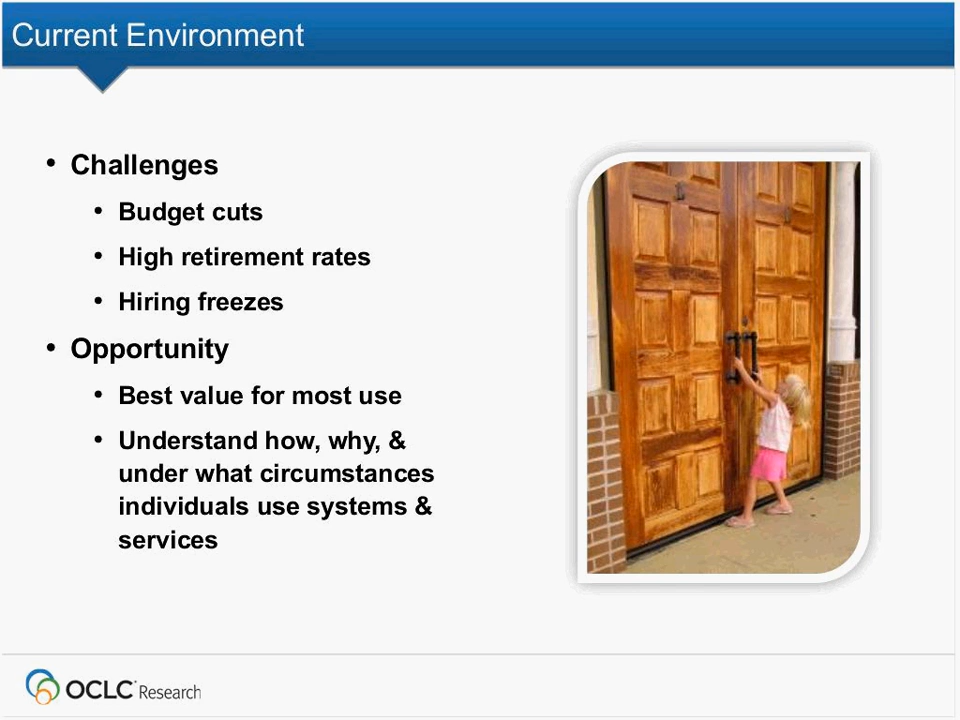 Current Environment
• Challenges
• Budget cuts
• High retirement rates
• Hiring freezes
• Opportunity
• Best value for most use
• Understand how, why, &
under what circumstances
individuals use systems &
services
OCLC Research